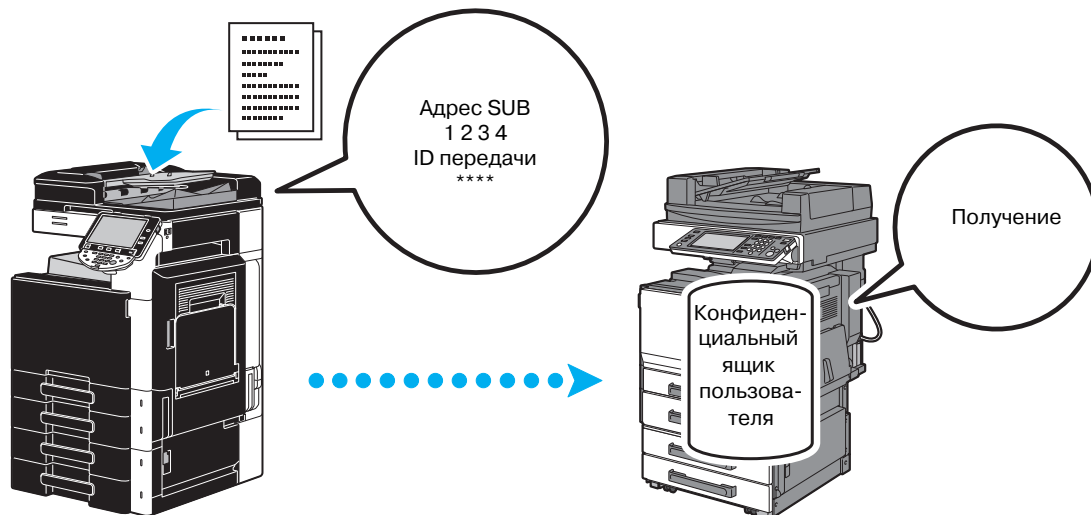 Адрес SUB
1 2 3 4
ID передачи
****
Получение
Конфиден-
циальный
ящик
пользова-
теля